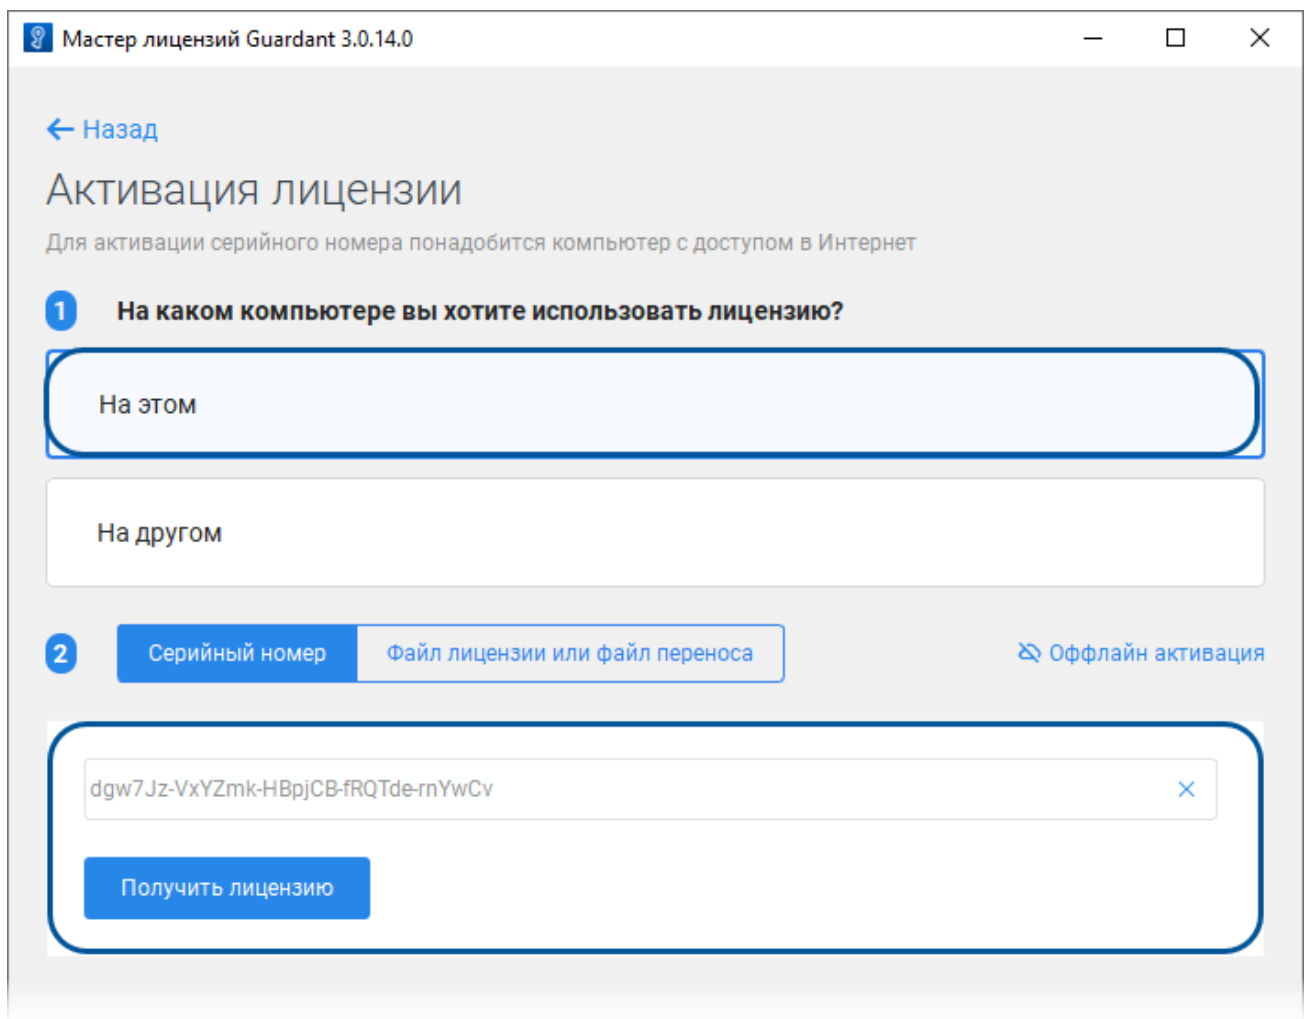 Мастер лицензий Guardant 3.0.14.0
Назад
Активация лицензии
Для активации серийного номера понадобится компьютер с доступом в Интернет
1 На каком компьютере вы хотите использовать лицензию?
На этом
На другом
2 Серийный номер Файл лицензии или файл переноса Оффлайн активация
dgw7Jz-VxYZmk-HBpjCB-fRQTde-rnYwCv
Получить лицензию